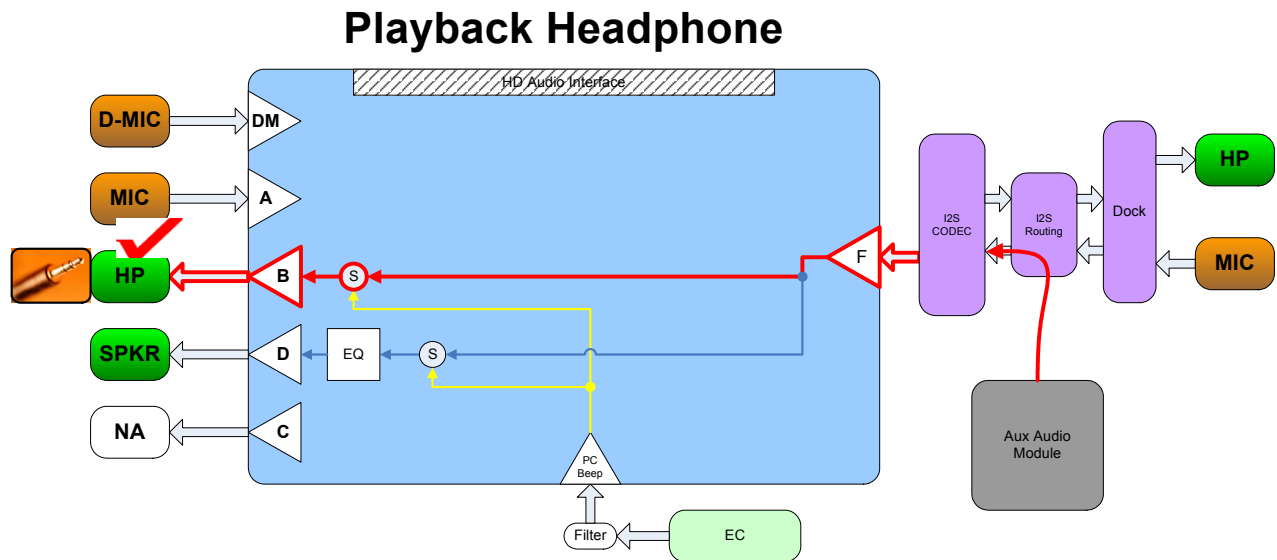 Playback Headphone
HD Audio Interface
D-MIC
DM
MIC
A
HP
B
S
F
SPKR
D
EQ
S
NA
C
PC
Beep
Filter
EC
I2S
CODEC
I2S
Routing
Dock
HP
MIC
Aux Audio
Module